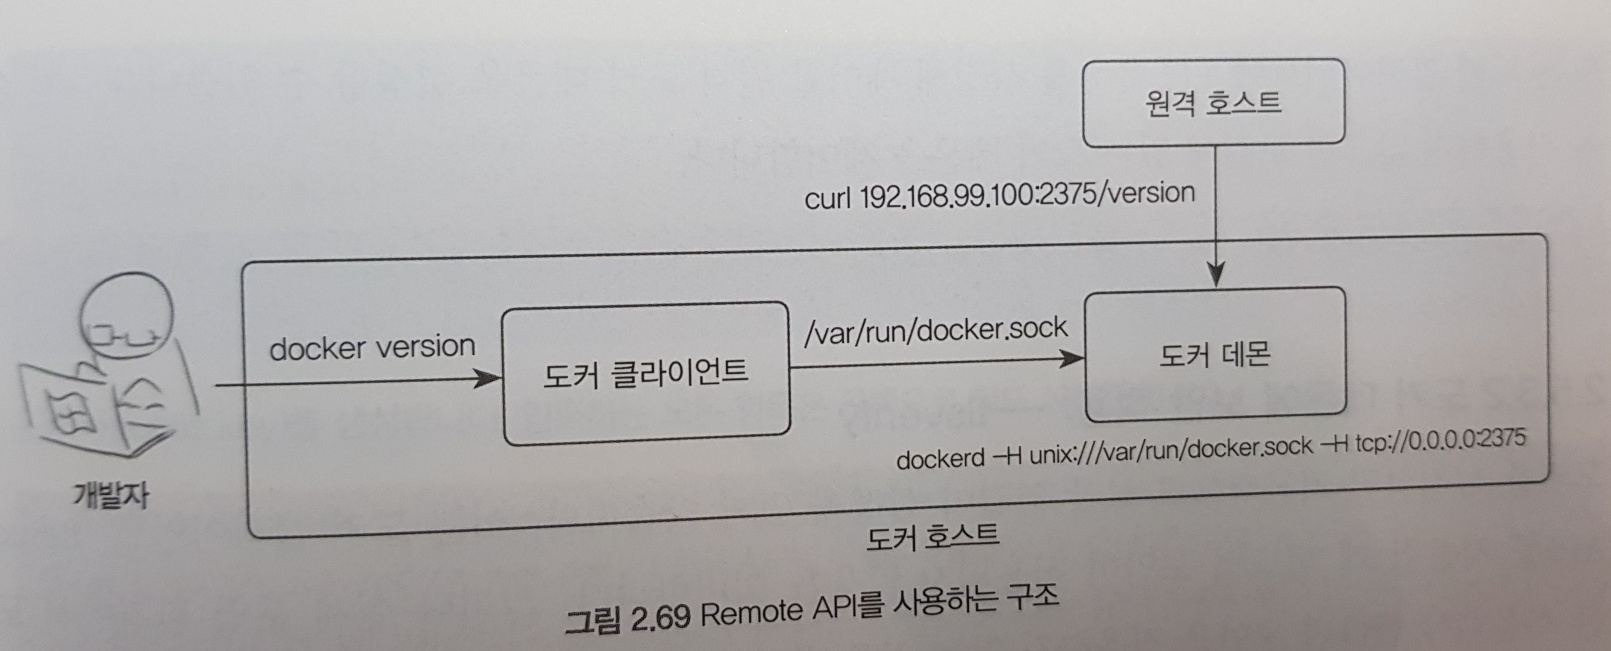 원격 호스트
curl 192.168.99.100:2375/version
docker version
도커 클라이언트
/var/run/docker.sock
도커 데몬
dockerd -H unix:///var/run/docker.sock -H tcp://0.0.0.0:2375
개발자
도커 호스트
그림 2.69 Remote API를 사용하는 구조